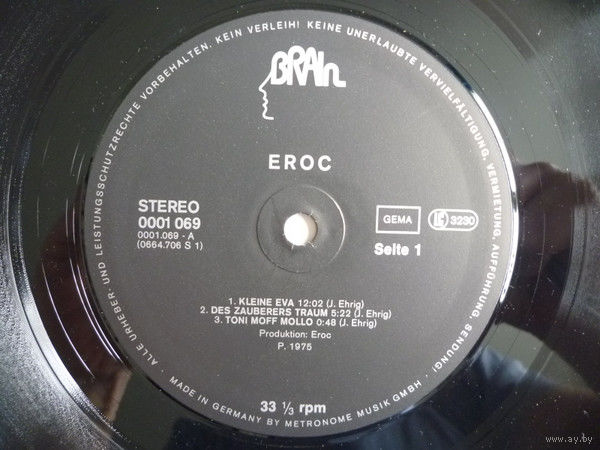 ALLE URHEBER- UND LEISTUNGSSCHUTZRECHTE VORBEHALTEN. KEIN VERLEIH! KEINE UNERLAUBTE VERVIELFÄLTIGUNG, VERMIETUNG, AUFFÜHRUNG, SENDUNG!
BRAIN
EROC
STEREO
0001 069
0001.069 - A
(0664.706 S 1)
GEMA
LC 3290
Seite 1
1. KLEINE EVA 12:02 (J. Ehrig)
2. DES ZAUBERERS TRAUM 5:22 (J. Ehrig)
3. TONI MOFF MOLLO 0:48 (J. Ehrig)
Produktion: Eroc
P. 1975
33 ⅓ rpm
MADE IN GERMANY BY METRONOME MUSIK GMBH
www.ay.by